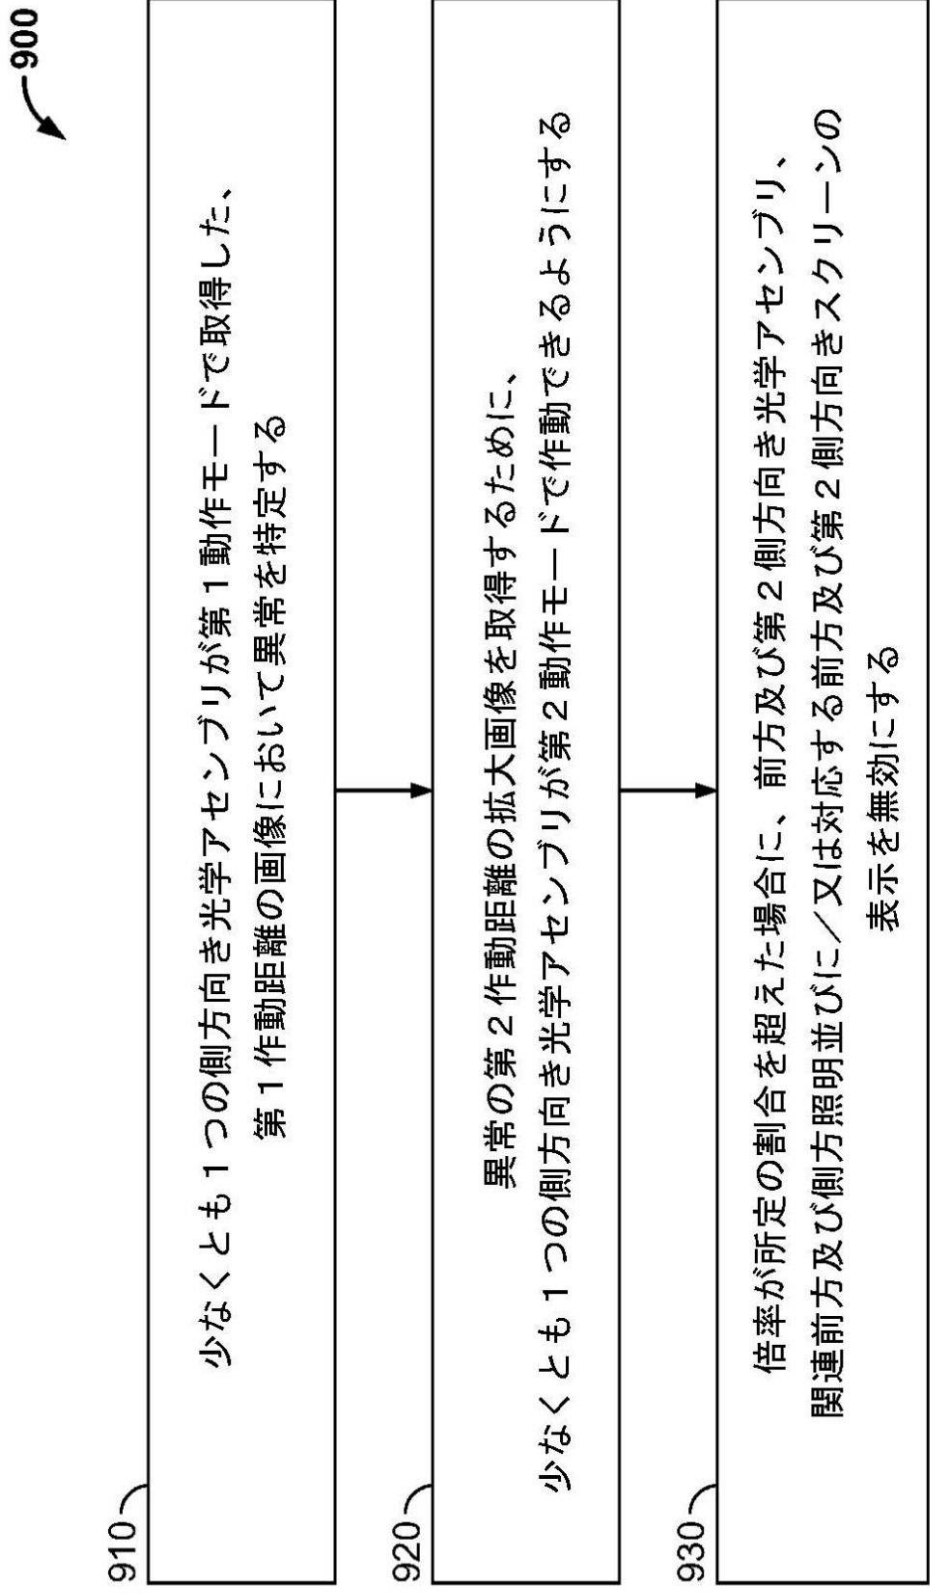 900
910
少なくとも1つの側方向き光学アセンブリが第1動作モードで取得した、
第1作動距離の画像において異常を特定する
920
異常の第2作動距離の拡大画像を取得するために、
少なくとも1つの側方向き光学アセンブリが第2動作モードで作動できるようにする
930
倍率が所定の割合を超えた場合に、前方及び第2側方向き光学アセンブリ、
関連前方及び側方照明並びに/又は対応する前方及び第2側方向きスクリーンの
表示を無効にする